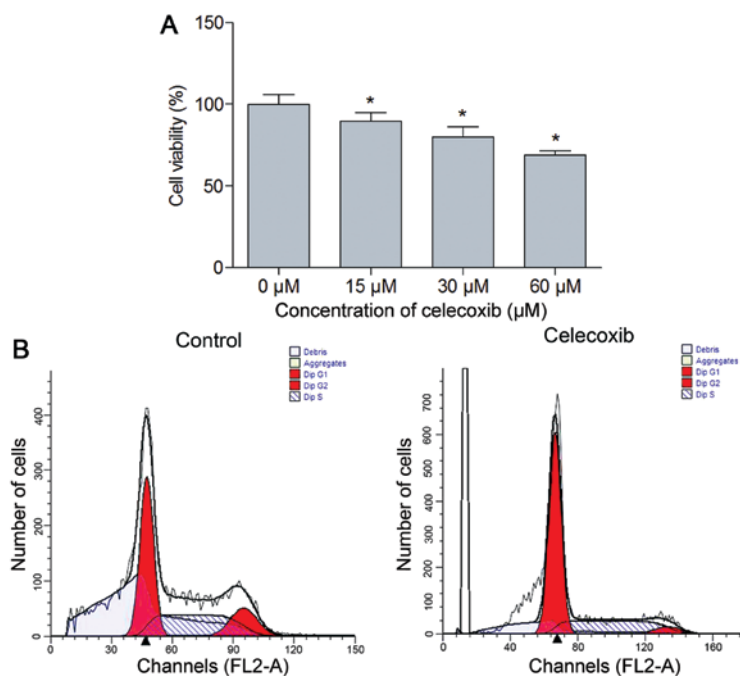 A
150
100
50
0
Cell viability (%)
* * *
0 µM 15 µM 30 µM 60 µM
Concentration of celecoxib (µM)
B
Control
Debris
Aggregates
Dip G1
Dip G2
Dip S
400
300
200
100
0
Number of cells
0 30 60 90 120 150
Channels (FL2-A)
Celecoxib
Debris
Aggregates
Dip G1
Dip G2
Dip S
700
600
500
400
300
200
100
0
Number of cells
0 40 80 120 160
Channels (FL2-A)